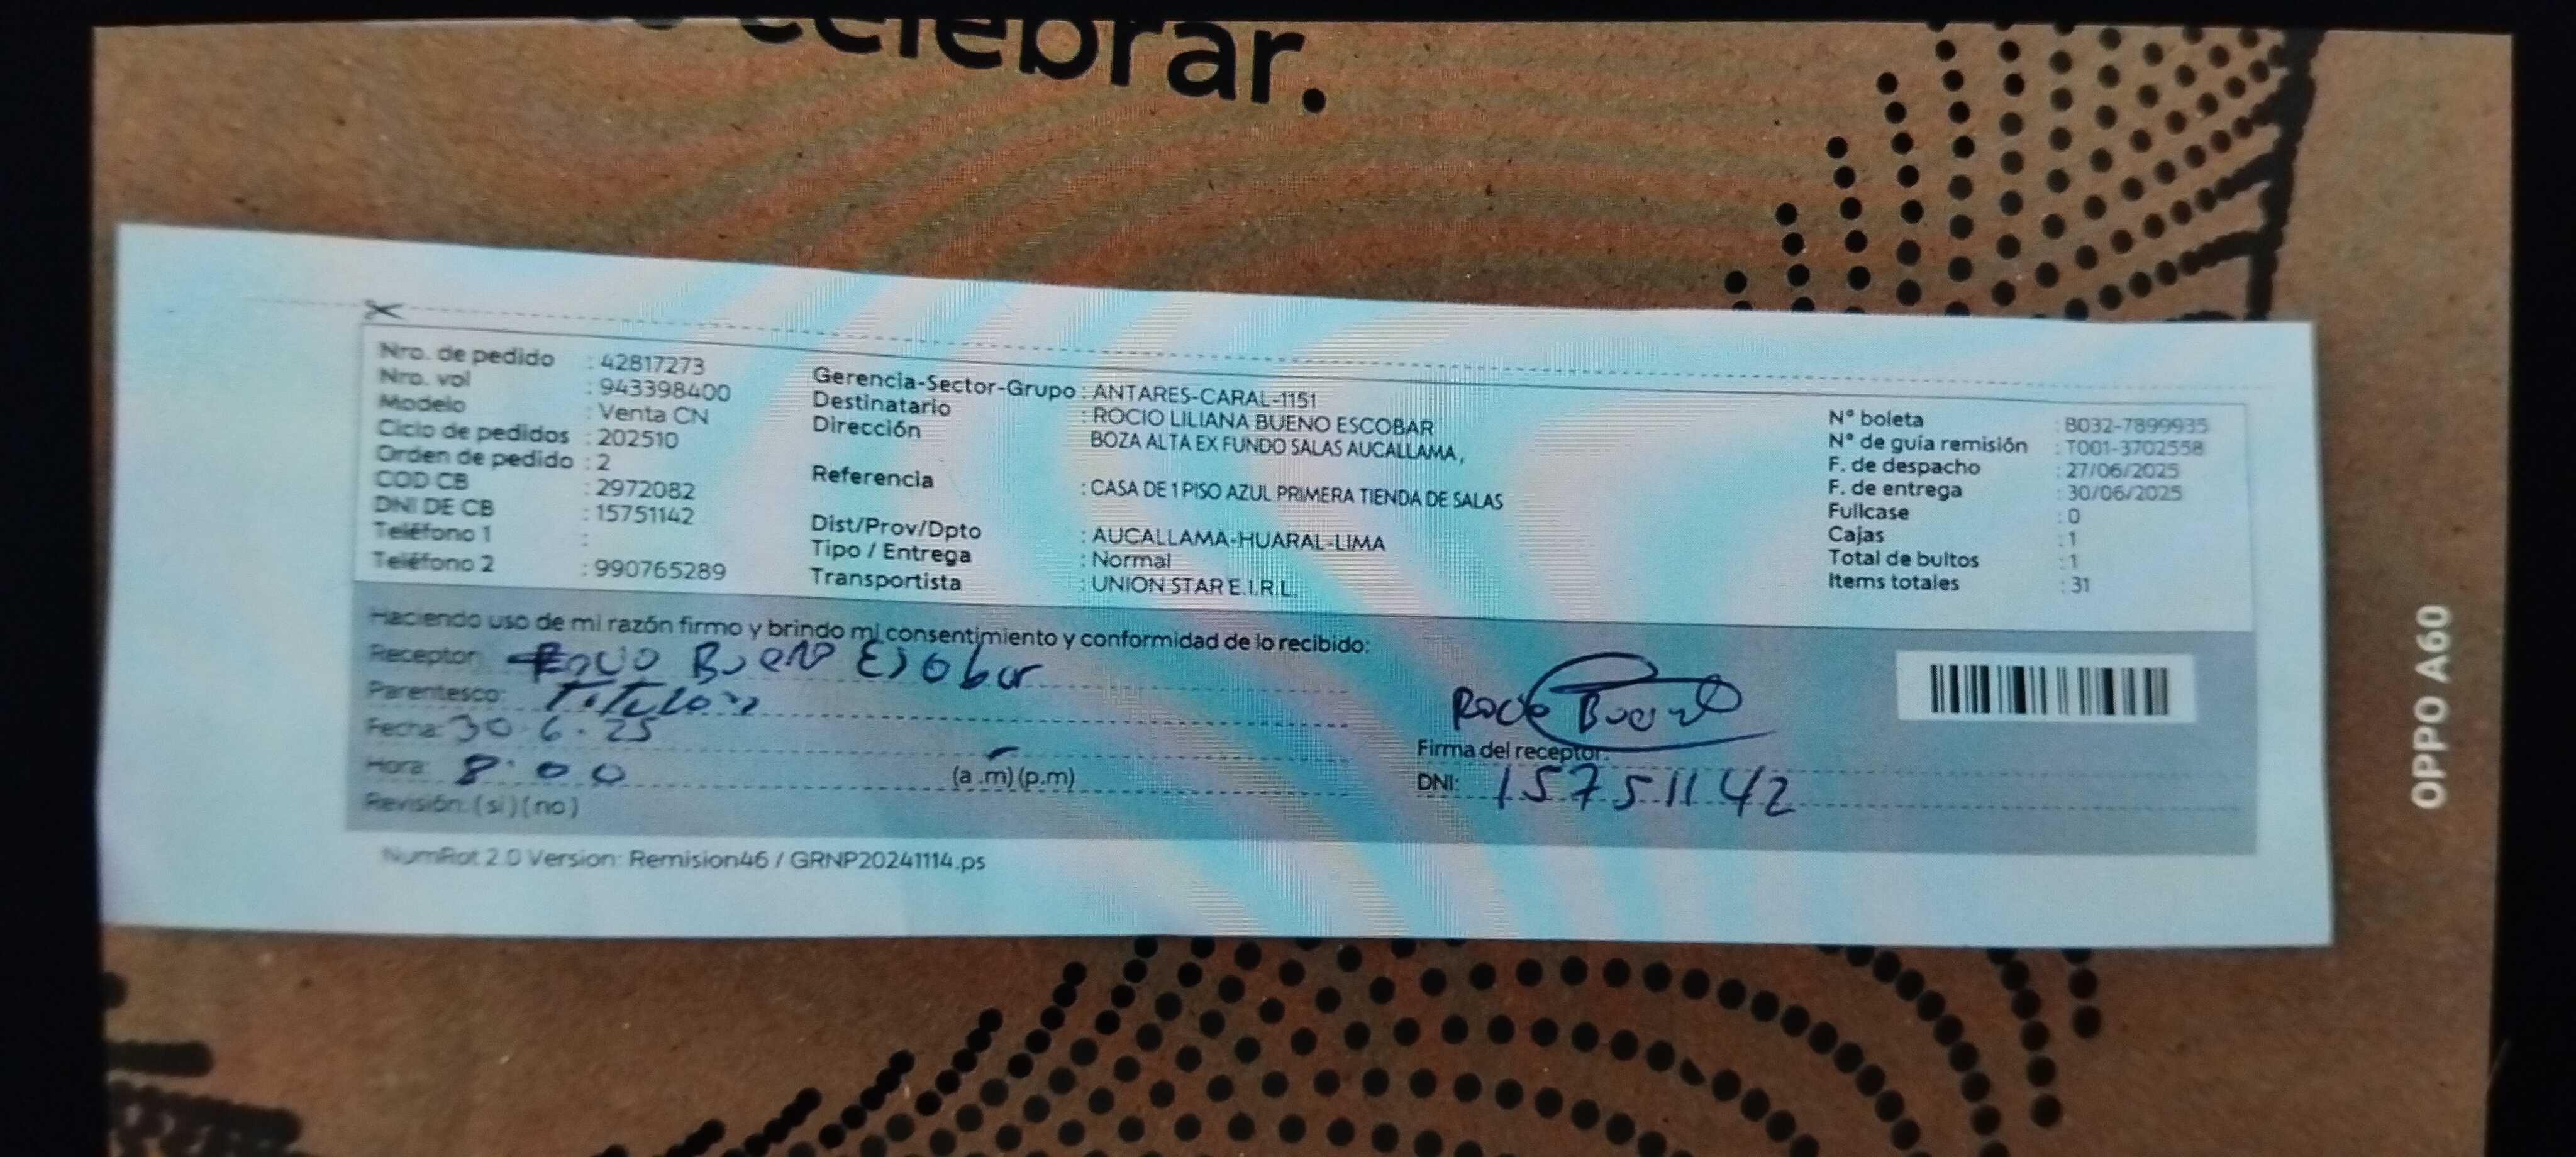 celebrar.
Nro. de pedido : 42817273
Nro. vol : 943398400
Modelo : Venta CN
Ciclo de pedidos : 202510
Orden de pedido : 2
COD CB : 2972082
DNI DE CB : 15751142
Teléfono 1 :
Teléfono 2 : 990765289
Gerencia-Sector-Grupo : ANTARES-CARAL-1151
Destinatario : ROCIO LILIANA BUENO ESCOBAR
Dirección BOZA ALTA EX FUNDO SALAS AUCALLAMA ,
Referencia : CASA DE 1 PISO AZUL PRIMERA TIENDA DE SALAS
Dist/Prov/Dpto : AUCALLAMA-HUARAL-LIMA
Tipo / Entrega : Normal
Transportista : UNION STAR E.I.R.L.
N° boleta : B032-7899935
N° de guía remisión : T001-3702558
F. de despacho : 27/06/2025
F. de entrega : 30/06/2025
Fullcase : 0
Cajas : 1
Total de bultos : 1
Items totales : 31
Haciendo uso de mi razón firmo y brindo mi consentimiento y conformidad de lo recibido:
Receptor: Bueno Esobar
Parentesco: Titular
Fecha: 30.6.25
Hora: 8:00 (a .m) (p.m)
Revisión: ( si ) ( no )
Firma del receptor:
DNI: 15751142
NumRot 2.0 Version: Remision46 / GRNP20241114.ps
OPPO A60